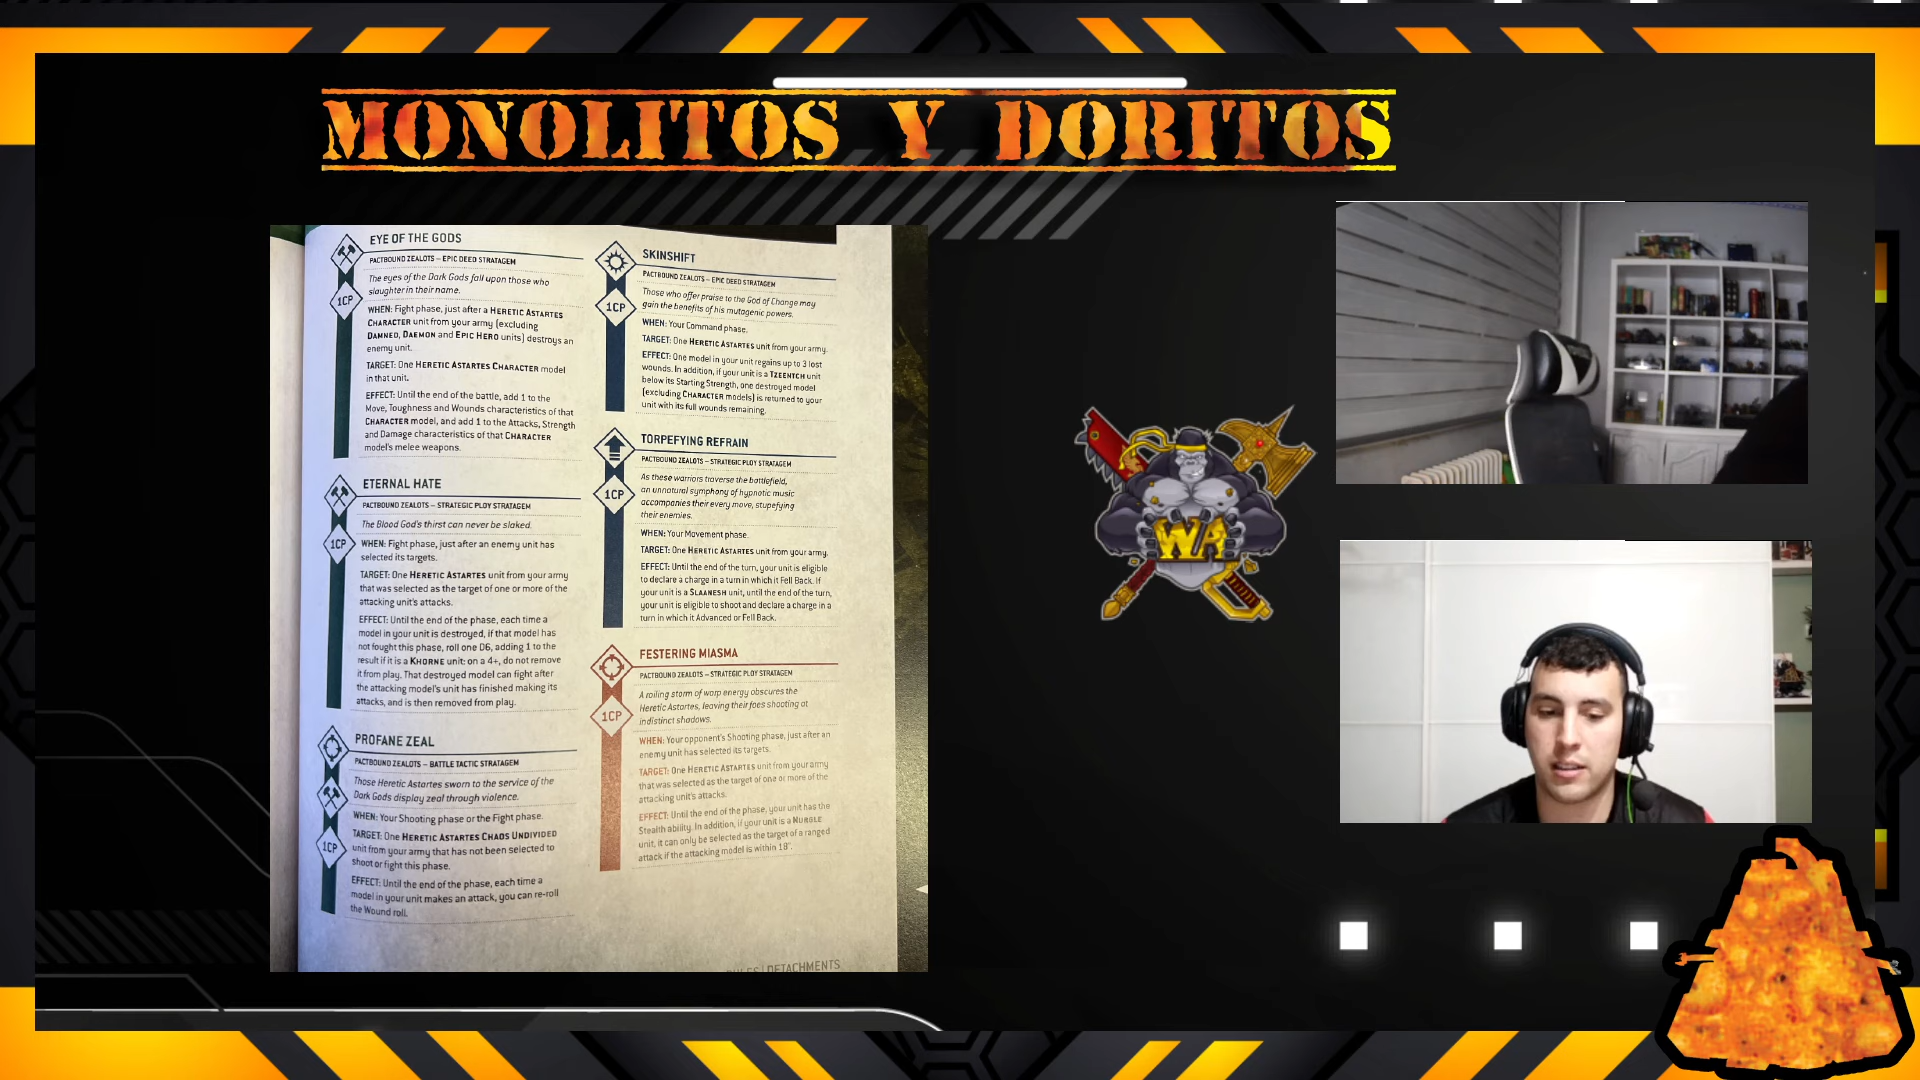 MONOLITOS Y DORITOS
EYE OF THE GODS
PACTBOUND ZEALOTS – EPIC DEED STRATAGEM
The eyes of the Dark Gods fall upon those who
slaughter in their name.
1CP
WHEN: Fight phase, just after a HERETIC ASTARTES
CHARACTER unit from your army (excluding
DAMNED, DAEMON and EPIC HERO units) destroys an
enemy unit.
TARGET: One HERETIC ASTARTES CHARACTER model
in that unit.
EFFECT: Until the end of the battle, add 1 to the
Move, Toughness and Wounds characteristics of that
CHARACTER model, and add 1 to the Attacks, Strength
and Damage characteristics of that CHARACTER
model's melee weapons.
ETERNAL HATE
PACTBOUND ZEALOTS – STRATEGIC PLOY STRATAGEM
The Blood God's thirst can never be slaked.
1CP
WHEN: Fight phase, just after an enemy unit has
selected its targets.
TARGET: One HERETIC ASTARTES unit from your army
that was selected as the target of one or more of the
attacking unit's attacks.
EFFECT: Until the end of the phase, each time a
model in your unit is destroyed, if that model has
not fought this phase, roll one D6, adding 1 to the
result if it is a KHORNE unit: on a 4+, do not remove
it from play. That destroyed model can fight after
the attacking model's unit has finished making its
attacks, and is then removed from play.
PROFANE ZEAL
PACTBOUND ZEALOTS – BATTLE TACTIC STRATAGEM
Those Heretic Astartes sworn to the service of the
Dark Gods display zeal through violence.
1CP
WHEN: Your Shooting phase or the Fight phase.
TARGET: One HERETIC ASTARTES CHAOS UNDIVIDED
unit from your army that has not been selected to
shoot or fight this phase.
EFFECT: Until the end of the phase, each time a
model in your unit makes an attack, you can re-roll
the Wound roll.
SKINSHIFT
PACTBOUND ZEALOTS – EPIC DEED STRATAGEM
Those who offer praise to the God of Change may
gain the benefits of his mutagenic powers.
1CP
WHEN: Your Command phase.
TARGET: One HERETIC ASTARTES unit from your army.
EFFECT: One model in your unit regains up to 3 lost
wounds. In addition, if your unit is a TZEENTCH unit
below its Starting Strength, one destroyed model
(excluding CHARACTER models) is returned to your
unit with its full wounds remaining.
TORPEFYING REFRAIN
PACTBOUND ZEALOTS – STRATEGIC PLOY STRATAGEM
As these warriors traverse the battlefield,
an unnatural symphony of hypnotic music
accompanies their every move, stupefying
their enemies.
1CP
WHEN: Your Movement phase.
TARGET: One HERETIC ASTARTES unit from your army.
EFFECT: Until the end of the turn, your unit is eligible
to declare a charge in a turn in which it Fell Back. If
your unit is a SLAANESH unit, until the end of the turn,
your unit is eligible to shoot and declare a charge in a
turn in which it Advanced or Fell Back.
FESTERING MIASMA
PACTBOUND ZEALOTS – STRATEGIC PLOY STRATAGEM
A roiling storm of warp energy obscures the
Heretic Astartes, leaving their foes shooting at
indistinct shadows.
1CP
WHEN: Your opponent's Shooting phase, just after an
enemy unit has selected its targets.
TARGET: One HERETIC ASTARTES unit from your army
that was selected as the target of one or more of the
attacking unit's attacks.
EFFECT: Until the end of the phase, your unit has the
Stealth ability. In addition, if your unit is a NURGLE
unit, it can only be selected as the target of a ranged
attack if the attacking model is within 18".
DETACHMENTS
WA